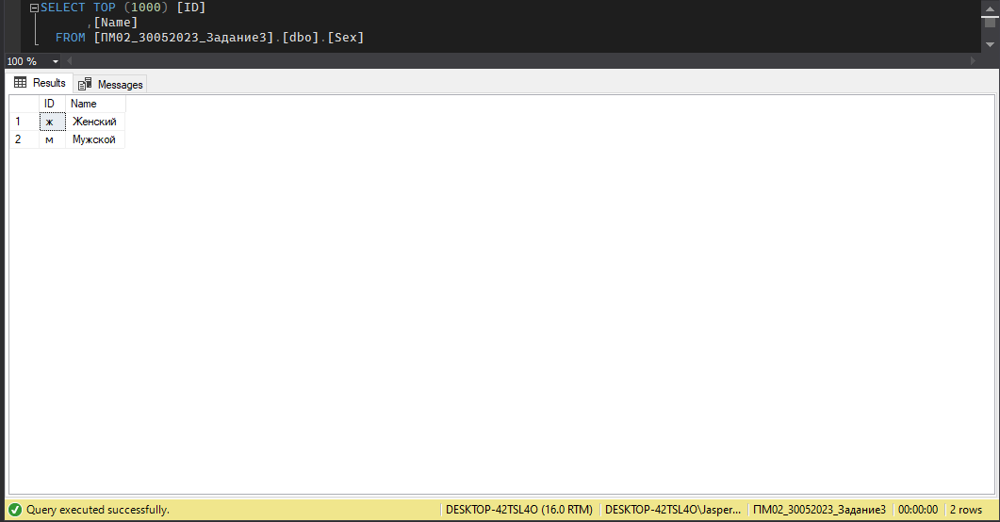 SELECT TOP (1000) [ID]
,[Name]
FROM [ПМ02_30052023_Задание3].[dbo].[Sex]
100 %
Results Messages
ID Name
1 ж Женский
2 м Мужской
Query executed successfully. DESKTOP-42TSL4O (16.0 RTM) DESKTOP-42TSL4O\Jasper... ПМ02_30052023_Задание3 00:00:00 2 rows